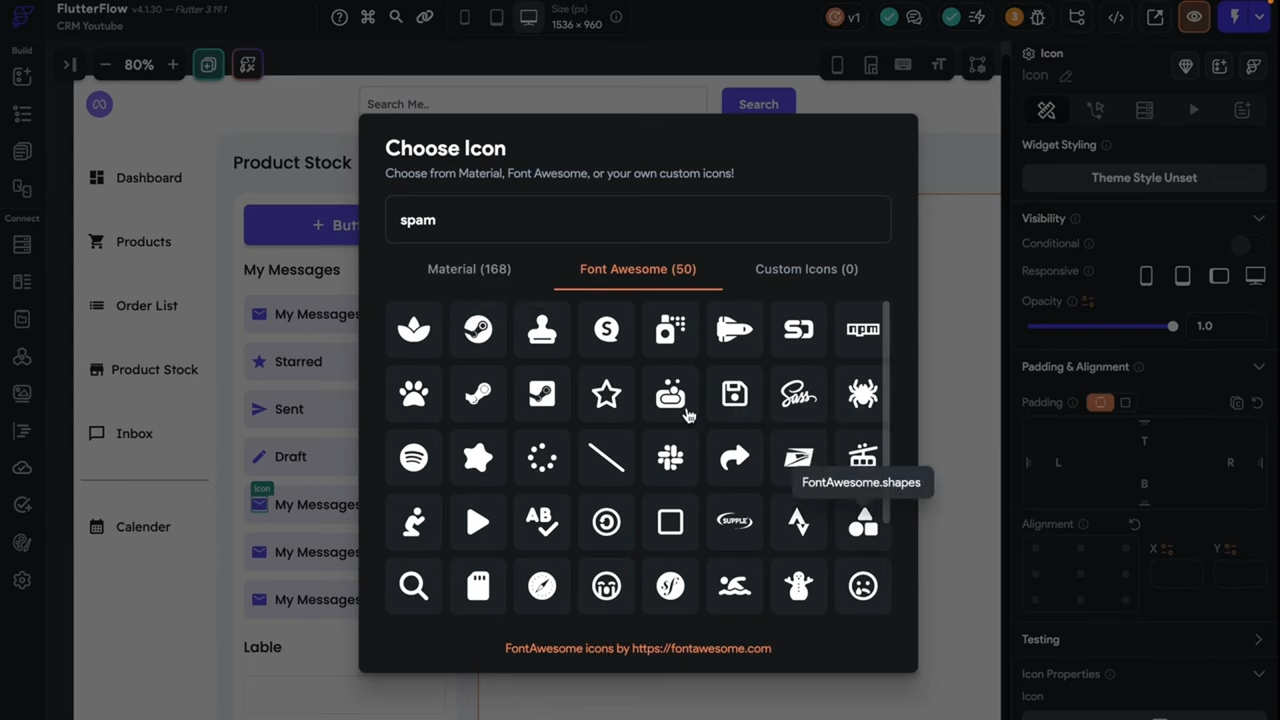 FlutterFlow v4.1.30 - Flutter 3.19.1
CRM Youtube
Size (px)
1536 × 960
v1
3
Build
Connect
80%
Search Me..
Search
Dashboard
Products
Order List
Product Stock
Inbox
Calender
Product Stock
+ Butt
My Messages
My Messages
Starred
Sent
Draft
Icon
My Messages
My Messages
My Messages
Lable
Choose Icon
Choose from Material, Font Awesome, or your own custom icons!
spam
Material (168)
Font Awesome (50)
Custom Icons (0)
npm
Sass
FontAwesome.shapes
AB
SUPPLE
FontAwesome icons by https://fontawesome.com
Icon
Icon
Widget Styling
Theme Style Unset
Visibility
Conditional
Responsive
Opacity
1.0
Padding & Alignment
Padding
T
L
R
B
Alignment
X
Y
Testing
Icon Properties
Icon